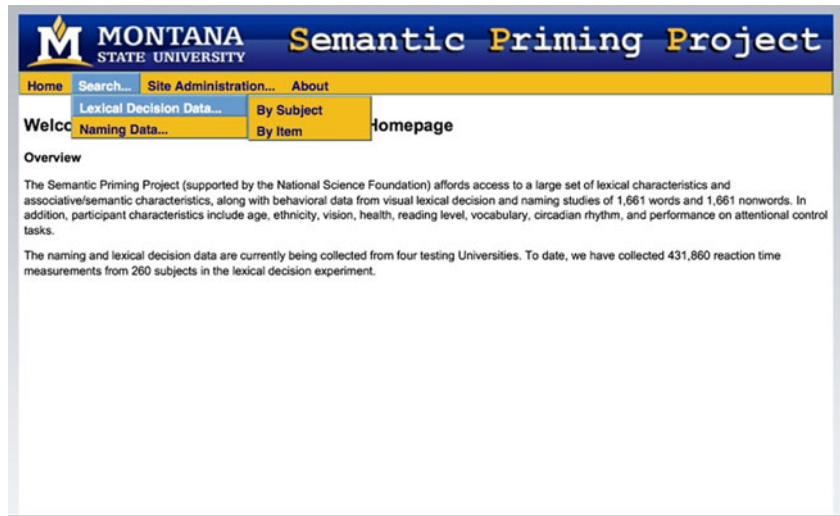 MONTANA
STATE UNIVERSITY
Semantic Priming Project
Home Search... Site Administration... About
Lexical Decision Data... By Subject
Naming Data... By Item
Welco Homepage
Overview
The Semantic Priming Project (supported by the National Science Foundation) affords access to a large set of lexical characteristics and
associative/semantic characteristics, along with behavioral data from visual lexical decision and naming studies of 1,661 words and 1,661 nonwords. In
addition, participant characteristics include age, ethnicity, vision, health, reading level, vocabulary, circadian rhythm, and performance on attentional control
tasks.
The naming and lexical decision data are currently being collected from four testing Universities. To date, we have collected 431,860 reaction time
measurements from 260 subjects in the lexical decision experiment.